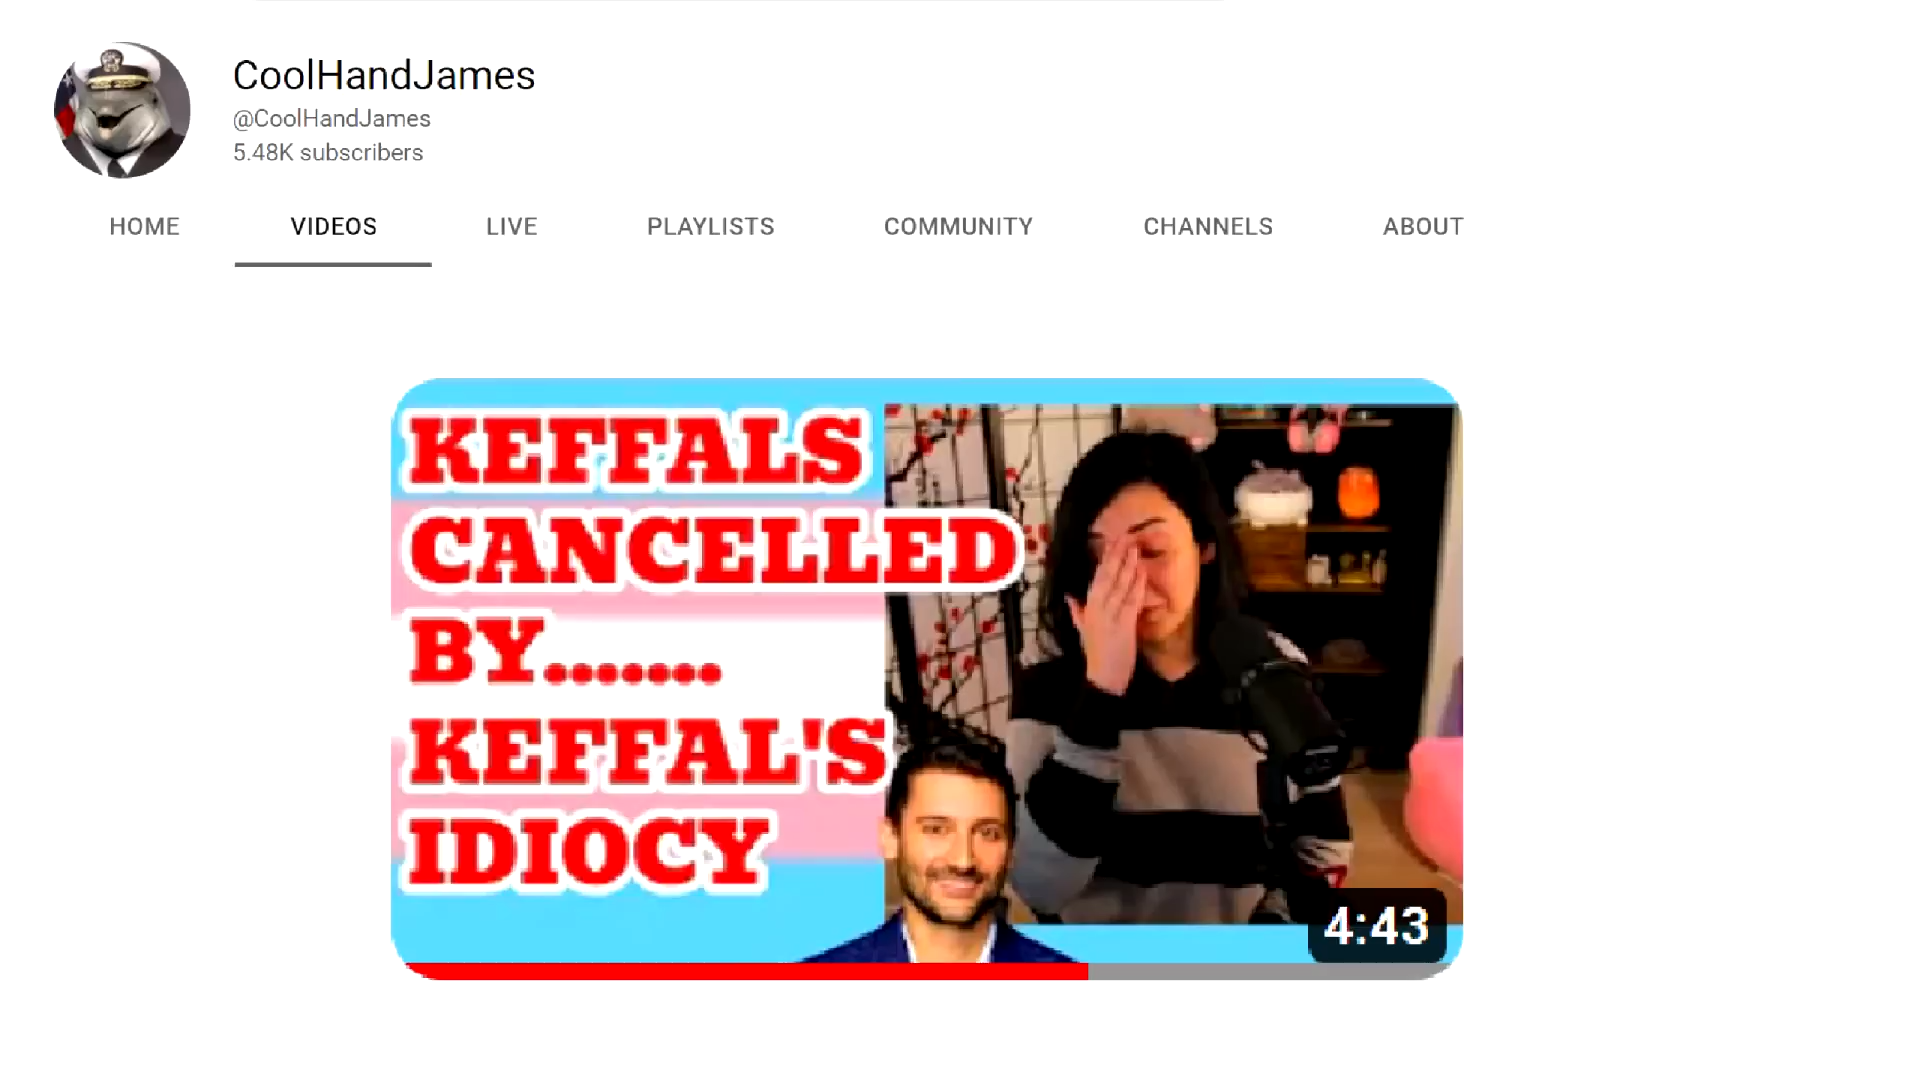 CoolHandJames
@CoolHandJames
5.48K subscribers
HOME VIDEOS LIVE PLAYLISTS COMMUNITY CHANNELS ABOUT
KEFFALS
CANCELLED
BY.......
KEFFAL'S
IDIOCY
4:43